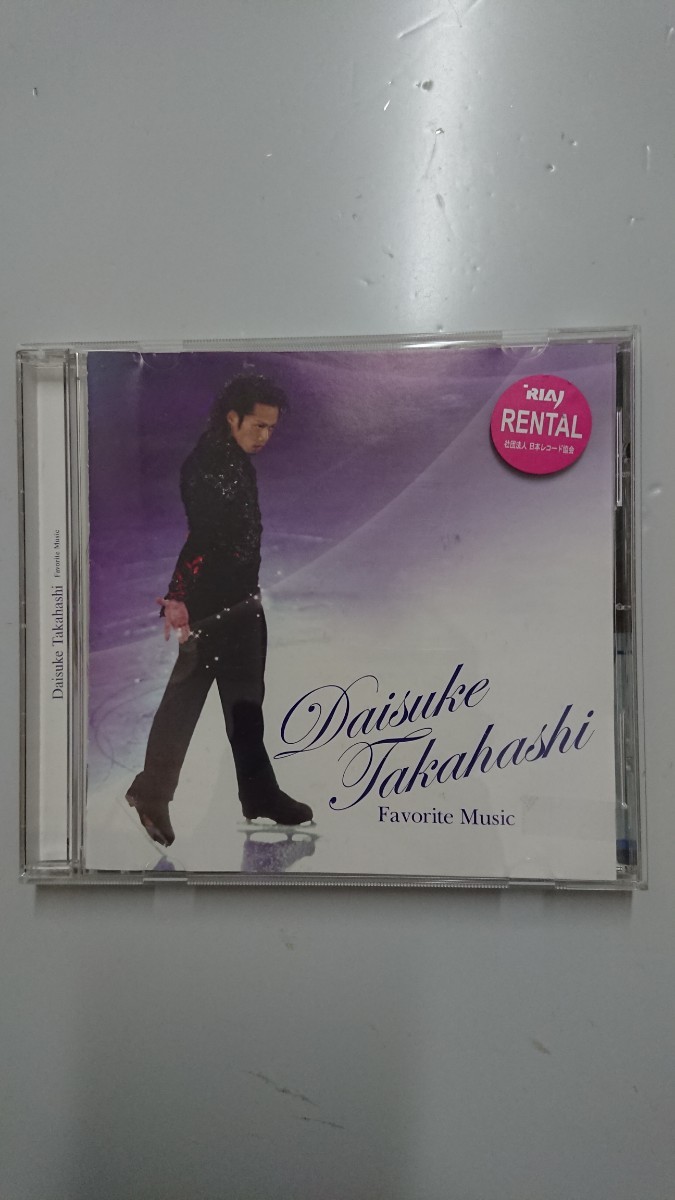 Daisuke Takahashi Favorite Music
RIAJ
RENTAL
社団法人 日本レコード協会
Daisuke
Takahashi
Favorite Music